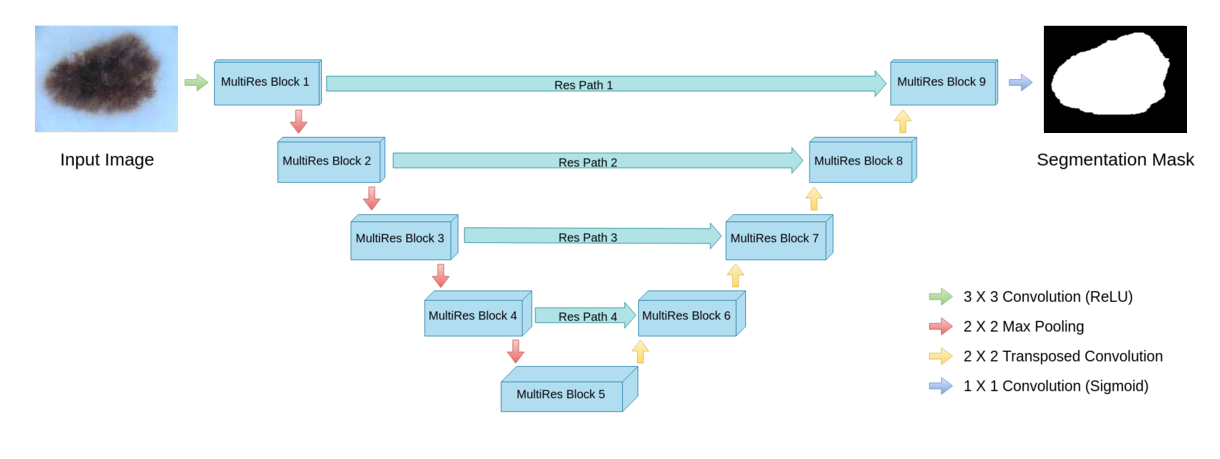 Input Image
MultiRes Block 1
Res Path 1
MultiRes Block 9
Segmentation Mask
MultiRes Block 2
Res Path 2
MultiRes Block 8
MultiRes Block 3
Res Path 3
MultiRes Block 7
MultiRes Block 4
Res Path 4
MultiRes Block 6
MultiRes Block 5
3 X 3 Convolution (ReLU)
2 X 2 Max Pooling
2 X 2 Transposed Convolution
1 X 1 Convolution (Sigmoid)